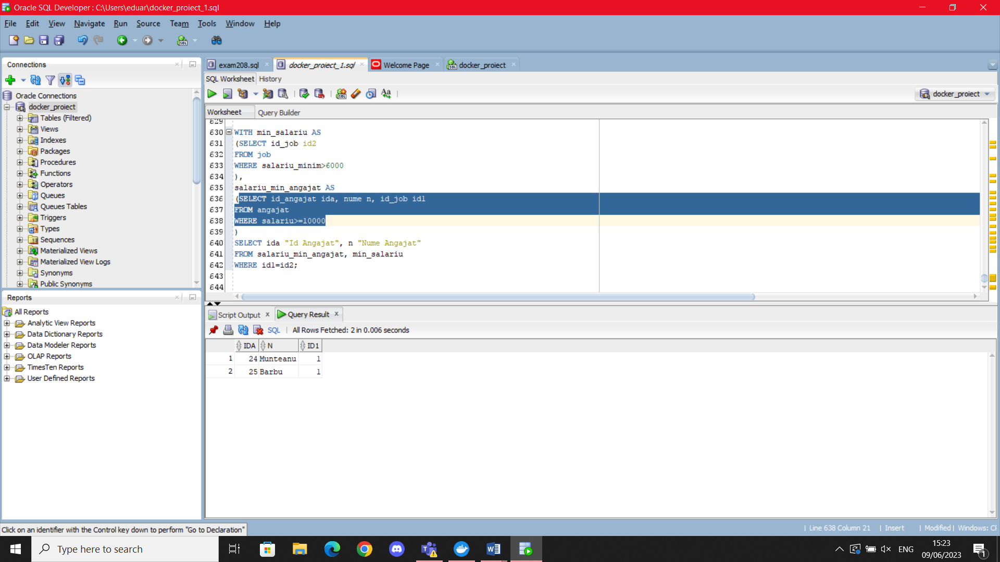 Oracle SQL Developer : C:\Users\eduar\docker_proiect_1.sql
File Edit View Navigate Run Source Team Tools Window Help
Connections
Oracle Connections
docker_proiect
Tables (Filtered)
Views
Indexes
Packages
Procedures
Functions
Operators
Queues
Queues Tables
Triggers
Types
Sequences
Materialized Views
Materialized View Logs
Synonyms
Public Synonyms
Reports
All Reports
Analytic View Reports
Data Dictionary Reports
Data Modeler Reports
OLAP Reports
TimesTen Reports
User Defined Reports
exam208.sql docker_proiect_1.sql Welcome Page docker_proiect
SQL Worksheet History
docker_proiect
Worksheet Query Builder
629
630 WITH min_salariu AS
631 (SELECT id_job id2
632 FROM job
633 WHERE salariu_minim>6000
634 ),
635 salariu_min_angajat AS
636 (SELECT id_angajat ida, nume n, id_job id1
637 FROM angajat
638 WHERE salariu>=10000
639 )
640 SELECT ida "Id Angajat", n "Nume Angajat"
641 FROM salariu_min_angajat, min_salariu
642 WHERE id1=id2;
643
644
Script Output x Query Result x
SQL | All Rows Fetched: 2 in 0.006 seconds
IDA N ID1
1 24 Munteanu 1
2 25 Barbu 1
Click on an identifier with the Control key down to perform "Go to Declaration"
| Line 638 Column 21 | Insert | Modified | Windows: CF
Type here to search
ENG
15:23
09/06/2023
1